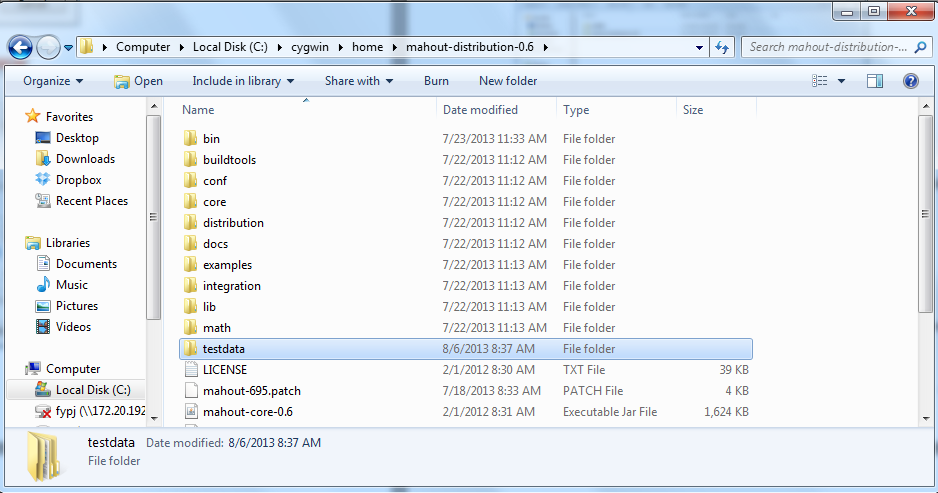 Computer Local Disk (C:) cygwin home mahout-distribution-0.6 Search mahout-distribution-...
Organize Open Include in library Share with Burn New folder
Favorites
Desktop
Downloads
Dropbox
Recent Places
Libraries
Documents
Music
Pictures
Videos
Computer
Local Disk (C:)
fypj (\\172.20.192
Name Date modified Type Size
bin 7/23/2013 11:33 AM File folder
buildtools 7/22/2013 11:12 AM File folder
conf 7/22/2013 11:12 AM File folder
core 7/22/2013 11:12 AM File folder
distribution 7/22/2013 11:12 AM File folder
docs 7/22/2013 11:12 AM File folder
examples 7/22/2013 11:13 AM File folder
integration 7/22/2013 11:13 AM File folder
lib 7/22/2013 11:13 AM File folder
math 7/22/2013 11:13 AM File folder
testdata 8/6/2013 8:37 AM File folder
LICENSE 2/1/2012 8:30 AM TXT File 39 KB
mahout-695.patch 7/18/2013 8:33 AM PATCH File 4 KB
mahout-core-0.6 2/1/2012 8:31 AM Executable Jar File 1,624 KB
testdata Date modified: 8/6/2013 8:37 AM
File folder